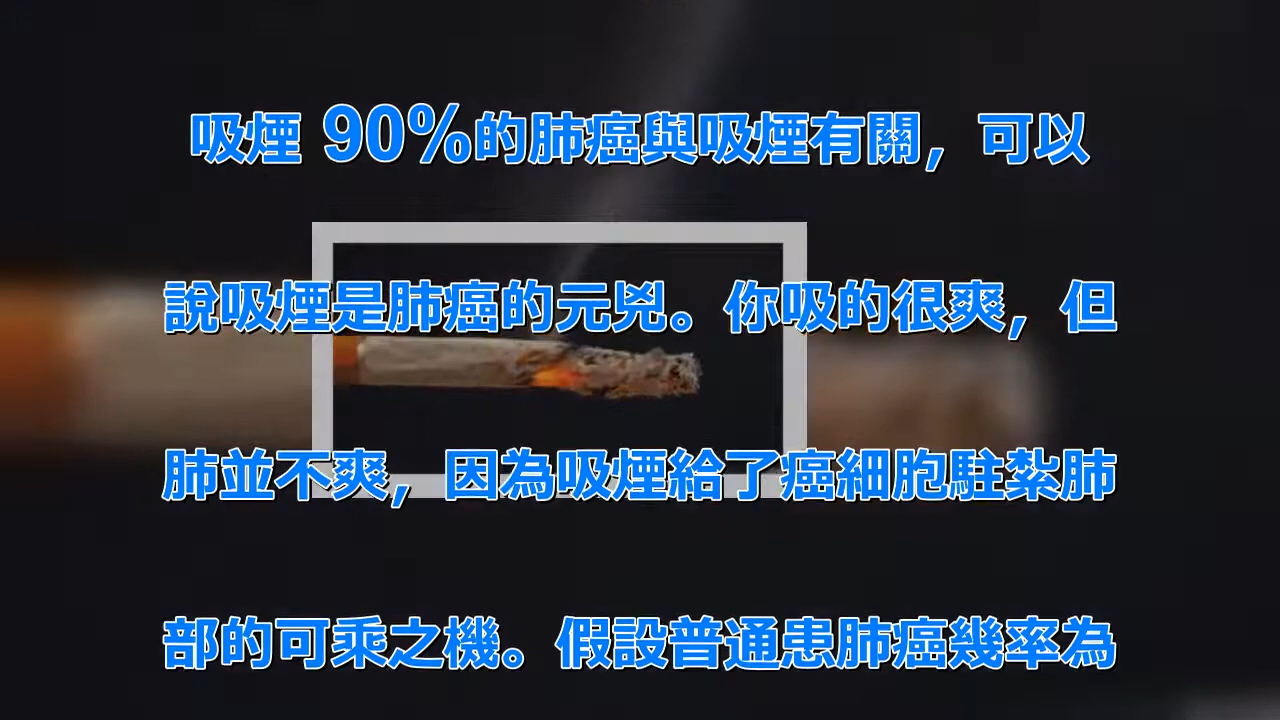 吸煙 90%的肺癌與吸煙有關，可以
說吸煙是肺癌的元兇。你吸的很爽，但
肺並不爽，因為吸煙給了癌細胞駐紮肺
部的可乘之機。假設普通患肺癌幾率為